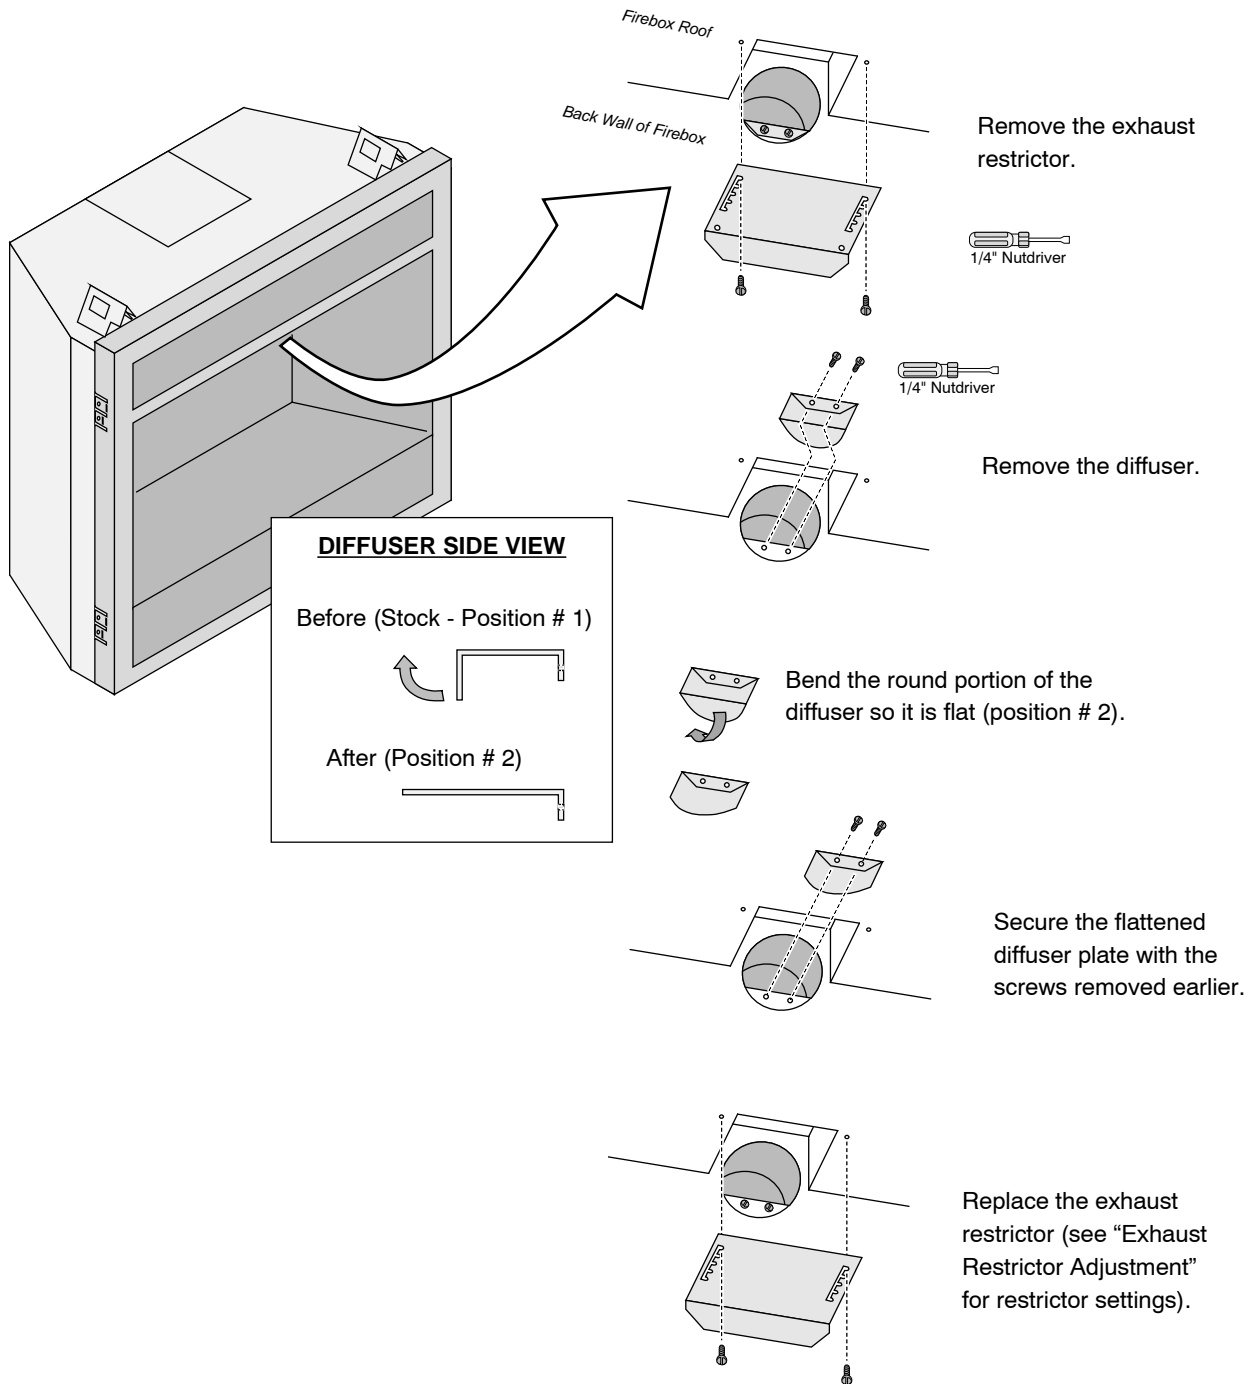 Firebox Roof
Back Wall of Firebox
Remove the exhaust
restrictor.
1/4" Nutdriver
1/4" Nutdriver
Remove the diffuser.
DIFFUSER SIDE VIEW
Before (Stock - Position # 1)
After (Position # 2)
Bend the round portion of the
diffuser so it is flat (position # 2).
Secure the flattened
diffuser plate with the
screws removed earlier.
Replace the exhaust
restrictor (see “Exhaust
Restrictor Adjustment”
for restrictor settings).